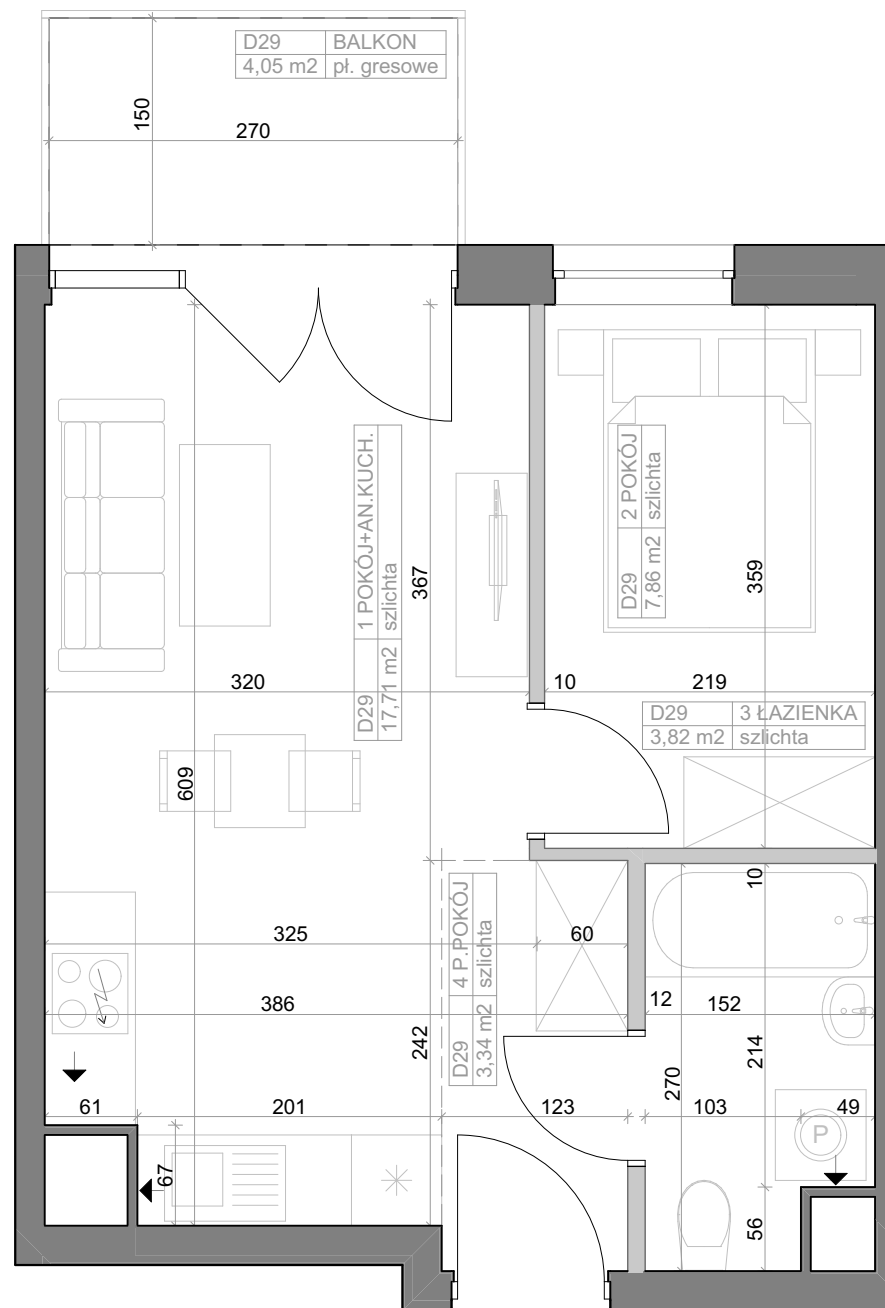 D29 BALKON
4,05 m2 pł. gresowe
150
270
D29 1 POKÓJ+AN.KUCH.
17,71 m2 szlichta
D29 2 POKÓJ
7,86 m2 szlichta
367
359
320
10
219
D29 3 ŁAZIENKA
3,82 m2 szlichta
609
10
D29 4 P.POKÓJ
3,34 m2 szlichta
325
60
386
12
152
242
214
270
61
201
123
103
49
P
67
56